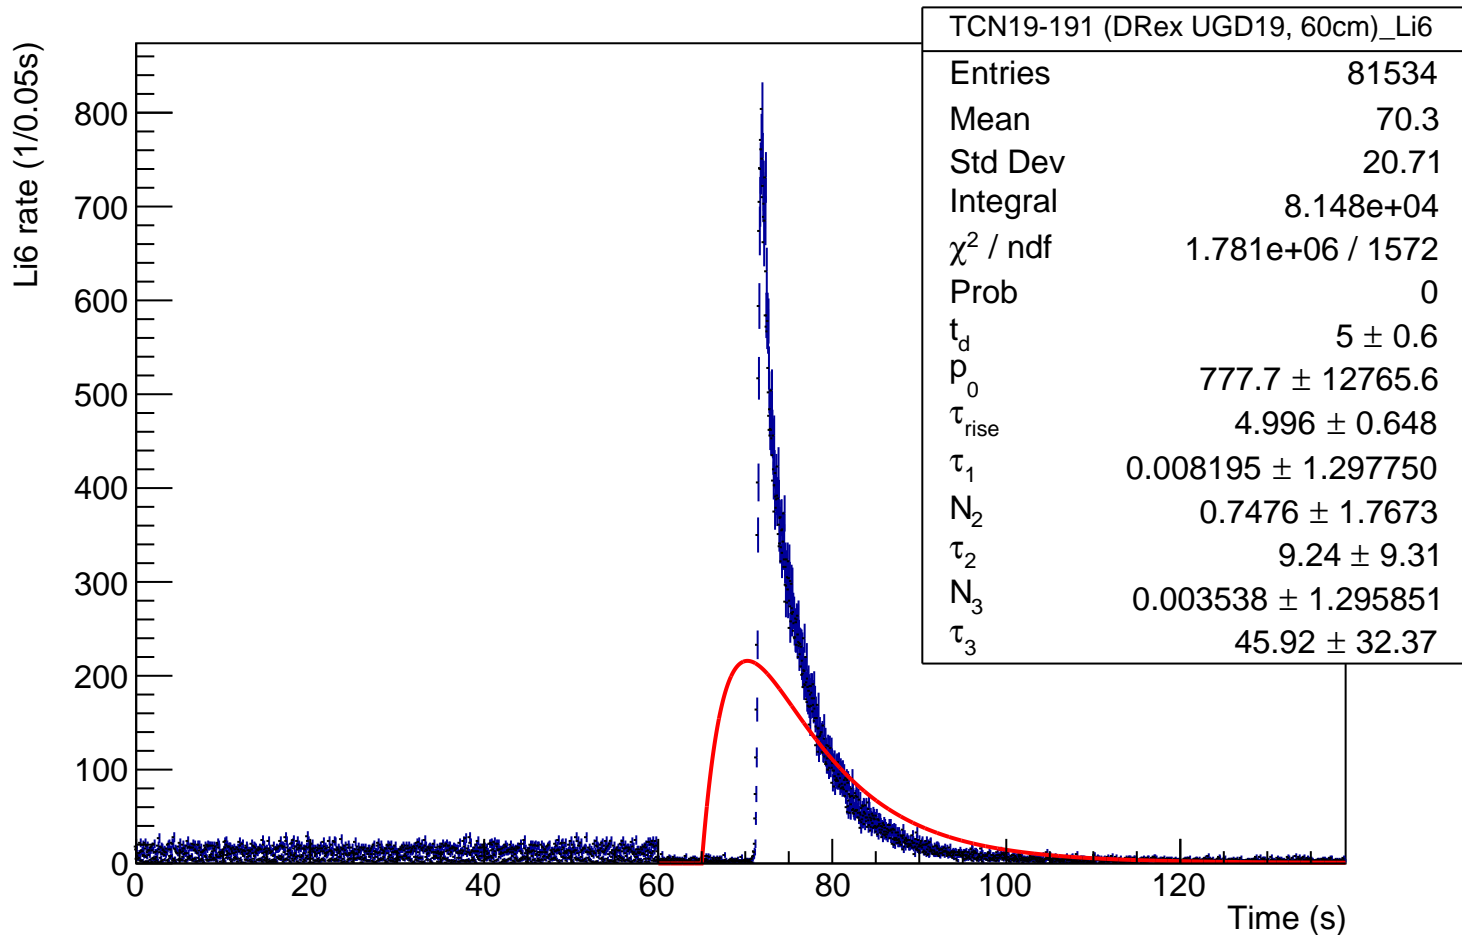 TCN19-191 (DRex UGD19, 60cm)_Li6
Entries 81534
Mean 70.3
Std Dev 20.71
Integral 8.148e+04
χ² / ndf 1.781e+06 / 1572
Prob 0
t_d 5 ± 0.6
p_0 777.7 ± 12765.6
τ_rise 4.996 ± 0.648
τ_1 0.008195 ± 1.297750
N_2 0.7476 ± 1.7673
τ_2 9.24 ± 9.31
N_3 0.003538 ± 1.295851
τ_3 45.92 ± 32.37
Li6 rate (1/0.05s)
800
700
600
500
400
300
200
100
0
0 20 40 60 80 100 120
Time (s)